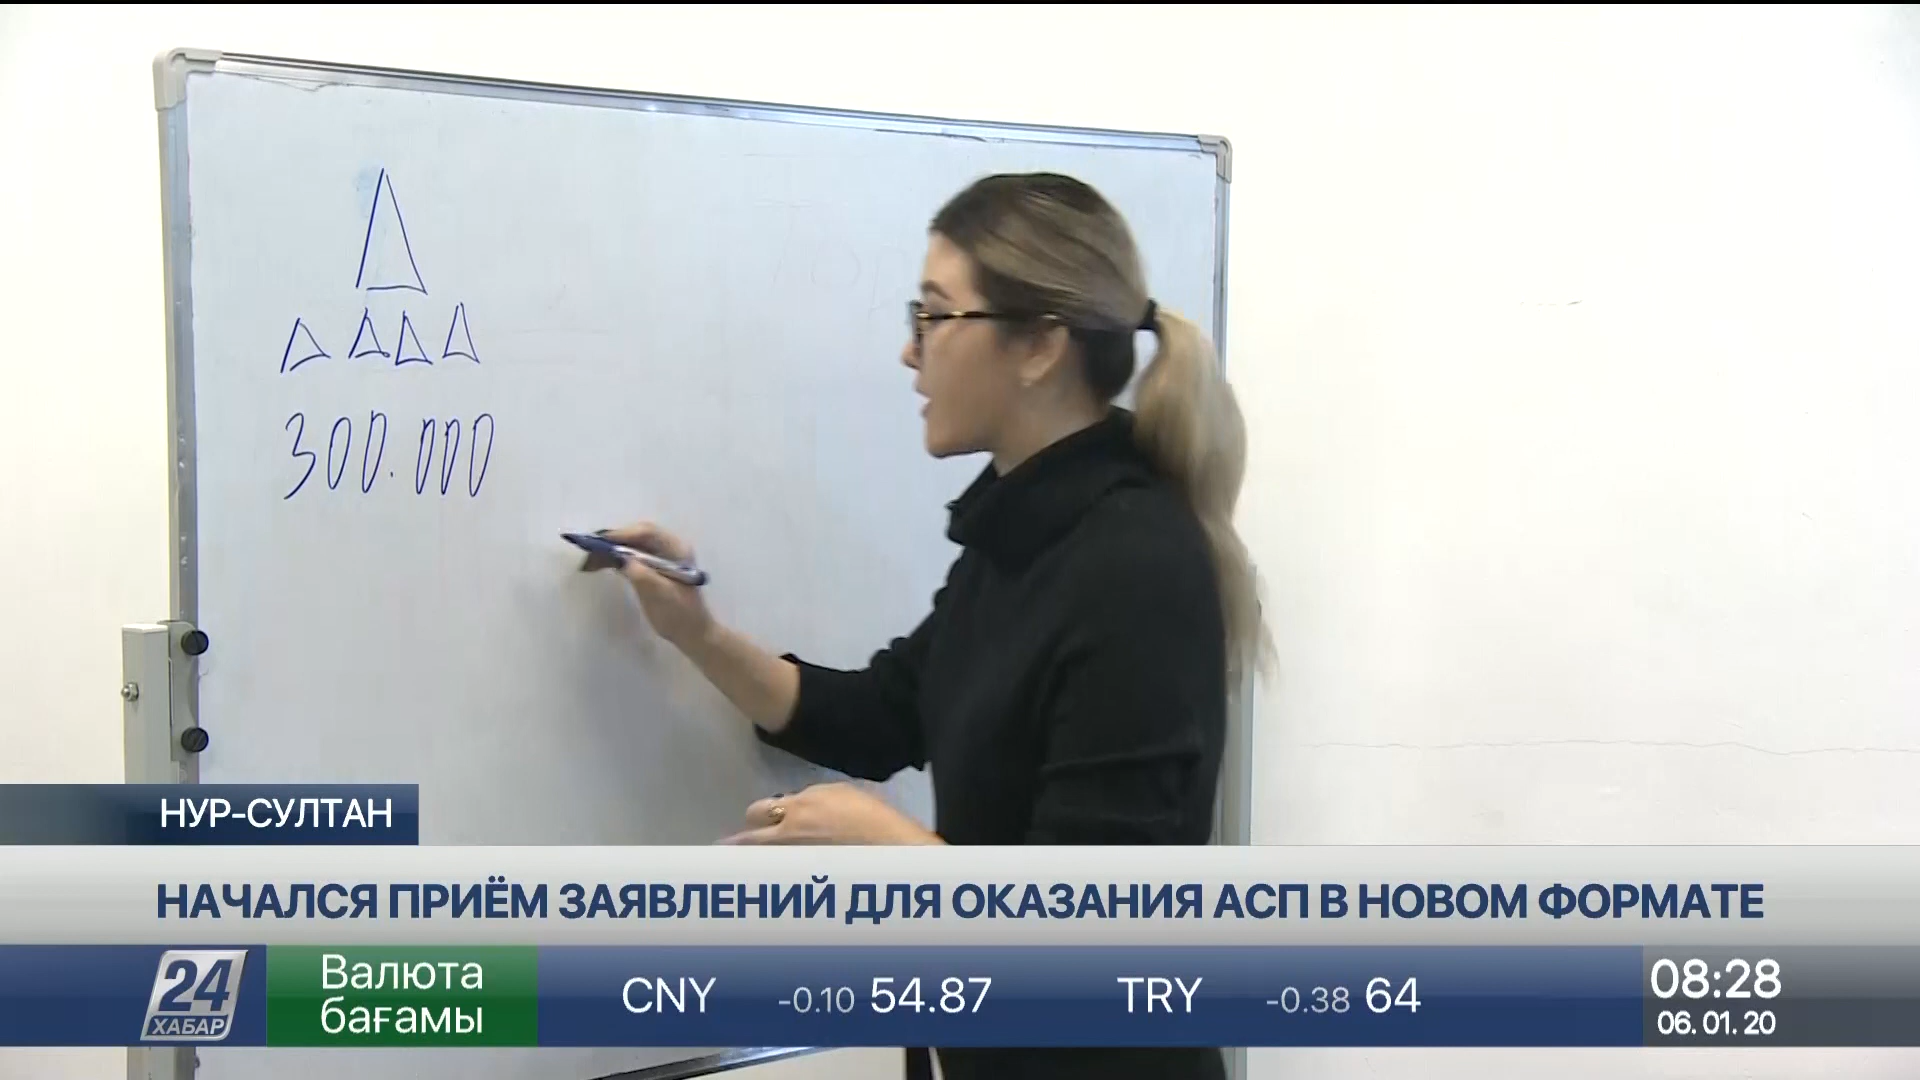 300.000
НУР-СУЛТАН
НАЧАЛСЯ ПРИЁМ ЗАЯВЛЕНИЙ ДЛЯ ОКАЗАНИЯ АСП В НОВОМ ФОРМАТЕ
24
ХАБАР
Валюта
бағамы
CNY -0.10 54.87 TRY -0.38 64
08:28
06.01.20